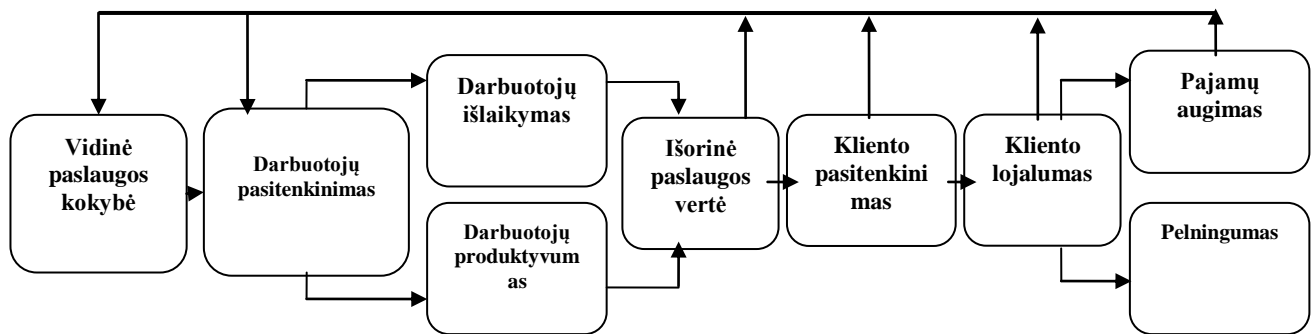 Vidinė
paslaugos
kokybė
Darbuotojų
pasitenkinimas
Darbuotojų
išlaikymas
Darbuotojų
produktyvum
as
Išorinė
paslaugos
vertė
Kliento
pasitenkini
mas
Kliento
lojalumas
Pajamų
augimas
Pelningumas